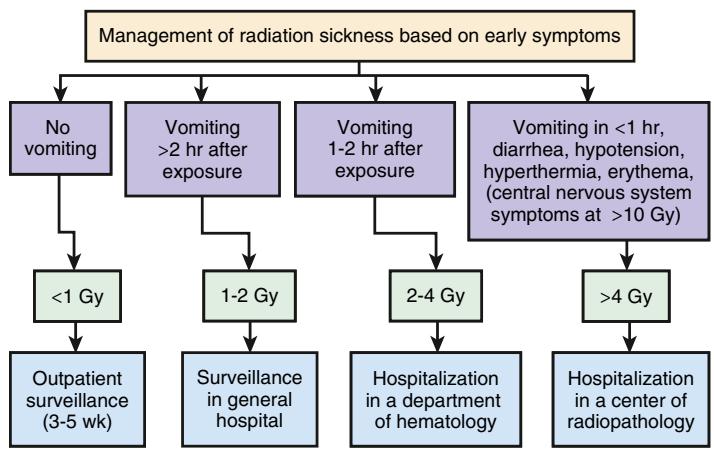 Management of radiation sickness based on early symptoms
No
vomiting
Vomiting
>2 hr after
exposure
Vomiting
1-2 hr after
exposure
Vomiting in <1 hr,
diarrhea, hypotension,
hyperthermia, erythema,
(central nervous system
symptoms at >10 Gy)
<1 Gy
1-2 Gy
2-4 Gy
>4 Gy
Outpatient
surveillance
(3-5 wk)
Surveillance
in general
hospital
Hospitalization
in a department
of hematology
Hospitalization
in a center of
radiopathology